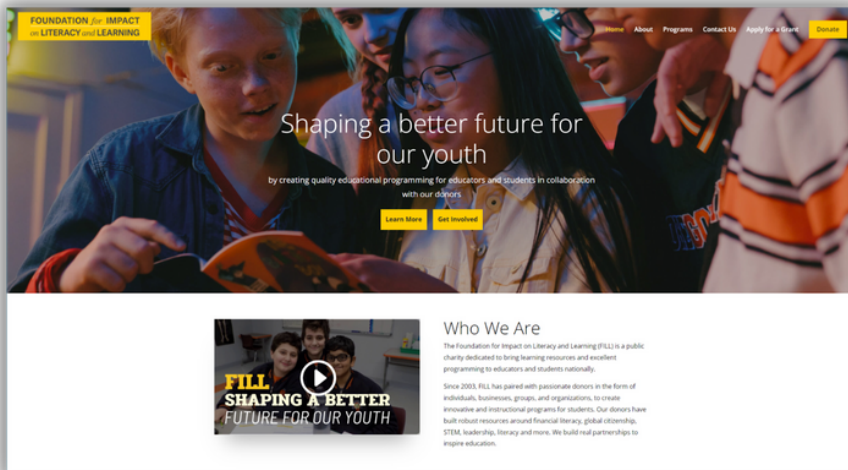 FOUNDATION for IMPACT
on LITERACY and LEARNING
Home About Programs Contact Us Apply for a Grant Donate
Shaping a better future for
our youth
by creating quality educational programming for educators and students in collaboration
with our donors
Learn More Get Involved
FILL
SHAPING A BETTER
FUTURE FOR OUR YOUTH
Who We Are
The Foundation for Impact on Literacy and Learning (FILL) is a public
charity dedicated to bring learning resources and excellent
programming to educators and students nationally.
Since 2003, FILL has paired with passionate donors in the form of
individuals, businesses, groups, and organizations, to create
innovative and instructional programs for students. Our donors have
built robust resources around financial literacy, global citizenship,
STEM, leadership, literacy and more. We build real partnerships to
inspire education.